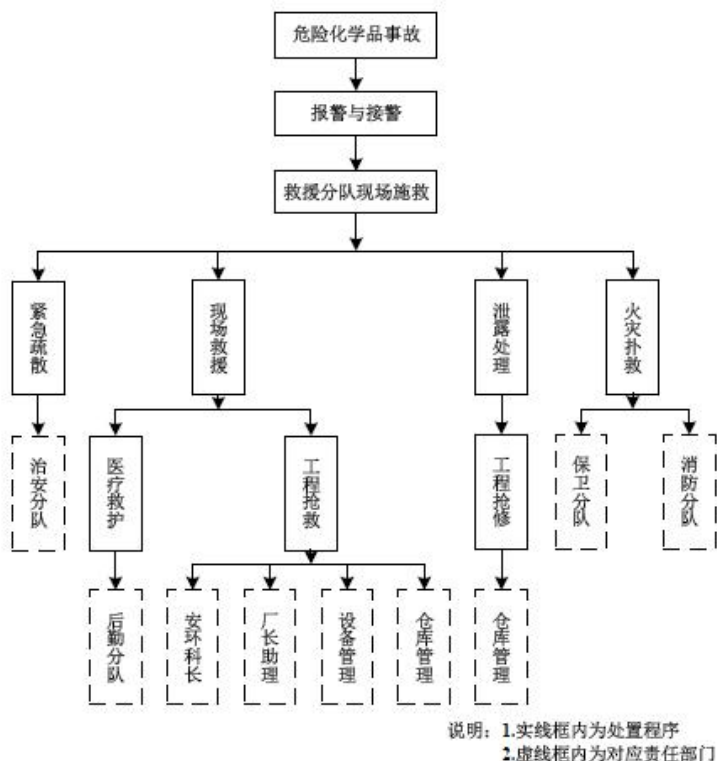 危险化学品事故
报警与接警
救援分队现场施救
紧急疏散
现场救援
泄露处理
火灾扑救
治安分队
医疗救护
工程抢救
工程抢修
保卫分队
消防分队
后勤分队
安环科长
厂长助理
设备管理
仓库管理
仓库管理
说明：1.实线框内为处置程序
2.虚线框内为对应责任部门